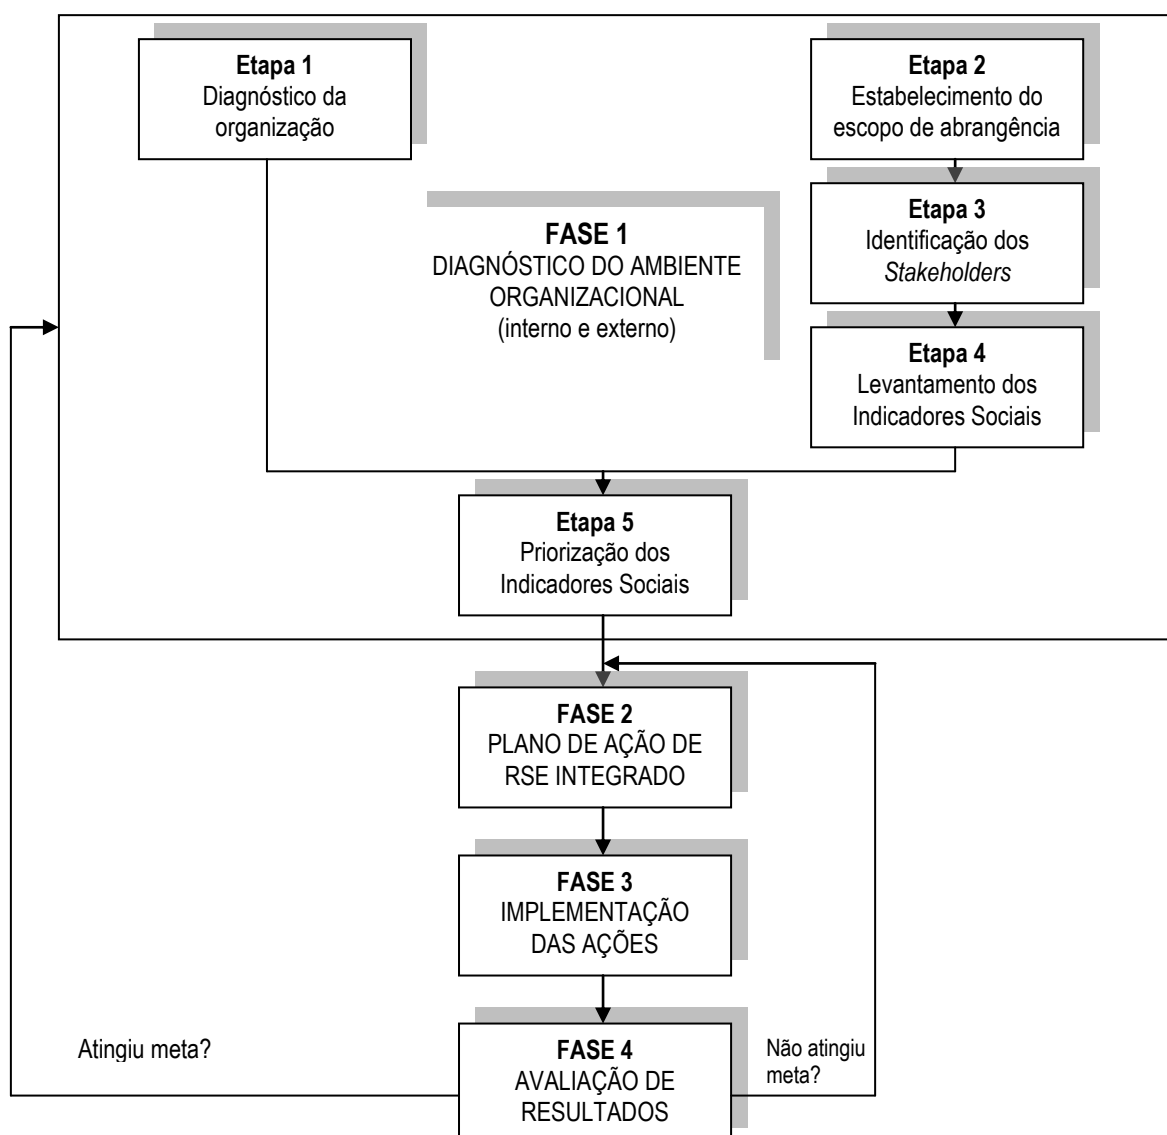 Etapa 1
Diagnóstico da
organização
Etapa 2
Estabelecimento do
escopo de abrangência
Etapa 3
Identificação dos
Stakeholders
FASE 1
DIAGNÓSTICO DO AMBIENTE
ORGANIZACIONAL
(interno e externo)
Etapa 4
Levantamento dos
Indicadores Sociais
Etapa 5
Priorização dos
Indicadores Sociais
FASE 2
PLANO DE AÇÃO DE
RSE INTEGRADO
FASE 3
IMPLEMENTAÇÃO
DAS AÇÕES
Atingiu meta?
FASE 4
AVALIAÇÃO DE
RESULTADOS
Não atingiu
meta?